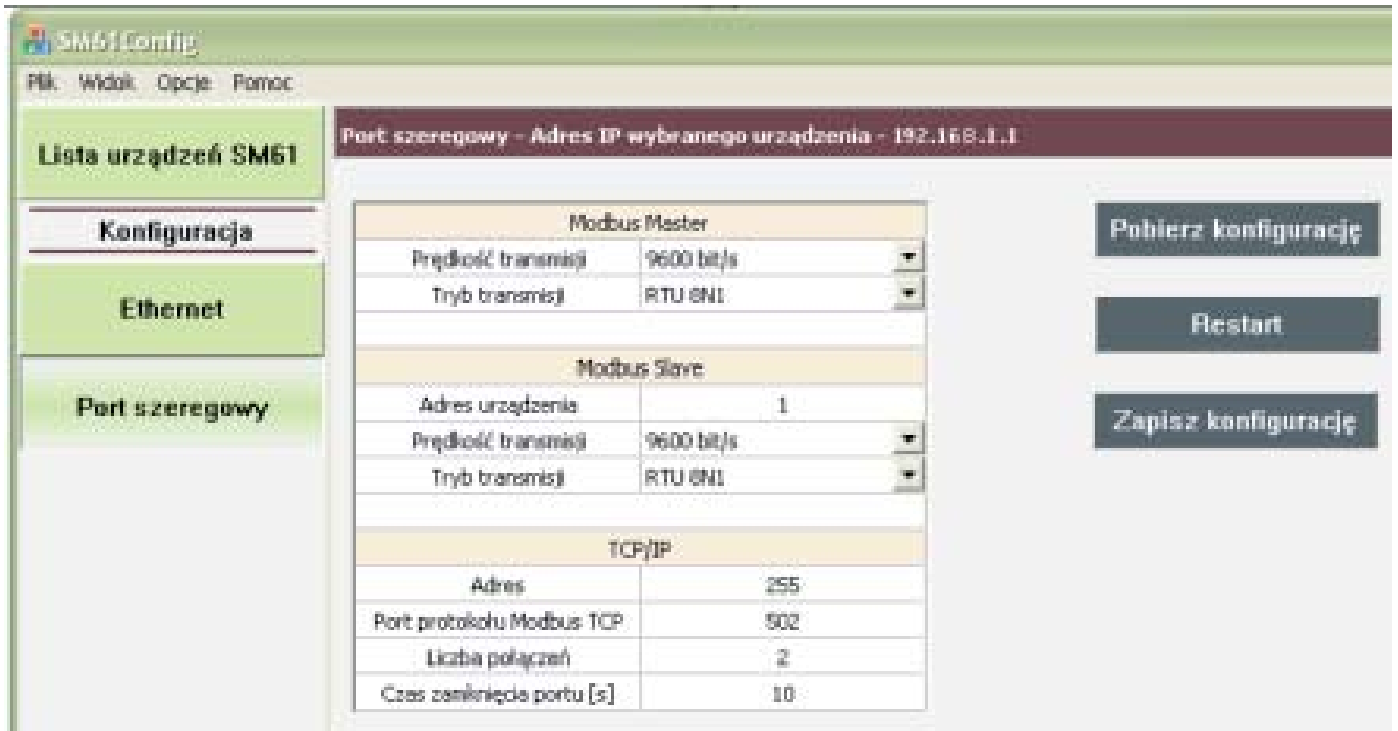 SM61Config
Plik Widok Opcje Pomoc
Lista urządzeń SM61
Port szeregowy - Adres IP wybranego urządzenia - 192.168.1.1
Konfiguracja
Ethernet
Port szeregowy
Modbus Master
Prędkość transmisji 9600 bit/s
Tryb transmisji RTU 8N1
Modbus Slave
Adres urządzenia 1
Prędkość transmisji 9600 bit/s
Tryb transmisji RTU 8N1
TCP/IP
Adres 255
Port protokołu Modbus TCP 502
Liczba połączeń 2
Czas zamknięcia portu [s] 10
Pobierz konfigurację
Restart
Zapisz konfigurację